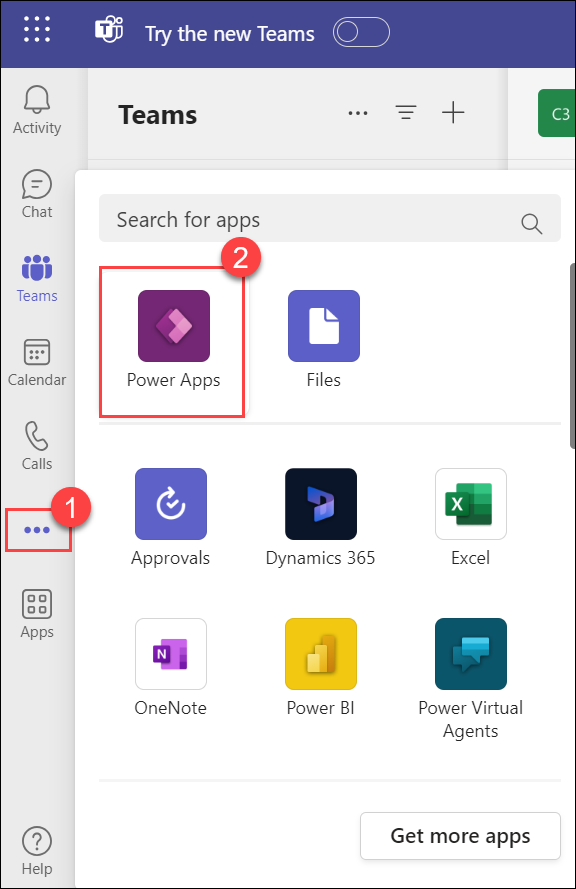 Try the new Teams
Activity
Chat
Teams
Calendar
Calls
1
Apps
Help
Teams
C3
Search for apps
2
Power Apps
Files
Approvals
Dynamics 365
Excel
OneNote
Power BI
Power Virtual
Agents
Get more apps